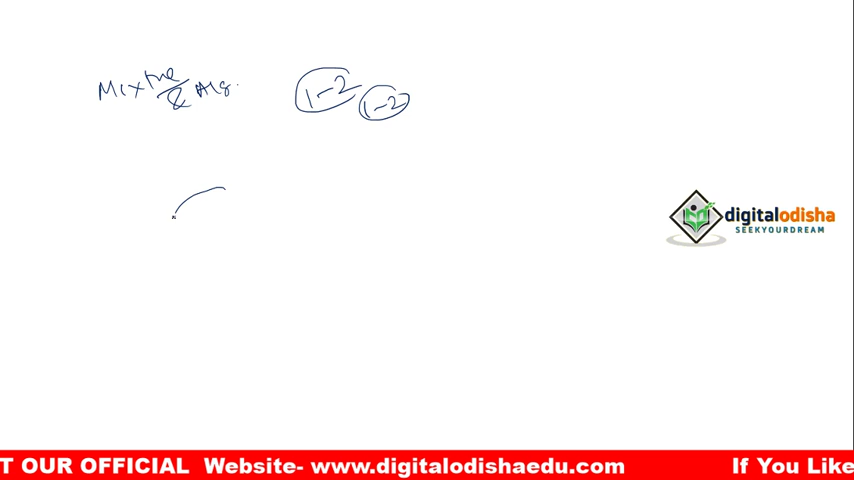 Mixture & Alg. 1-2 1-2
digitalodisha
SEEKYOURDREAM
T OUR OFFICIAL Website- www.digitalodishaedu.com If You Like